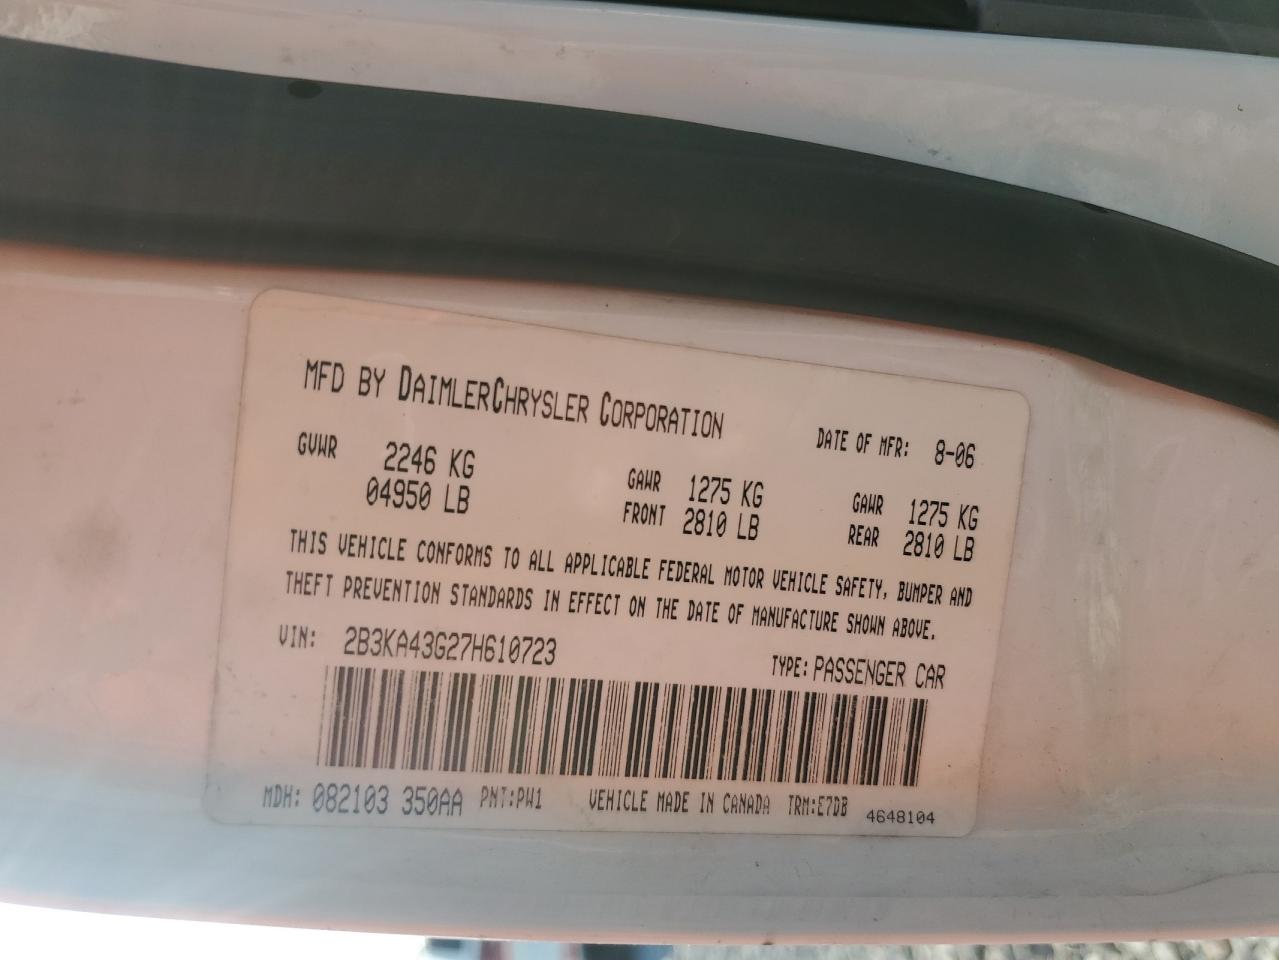 MFD BY DAIMLERCHRYSLER CORPORATION DATE OF MFR: 8-06
GVWR 2246 KG GAWR 1275 KG GAWR 1275 KG
04950 LB FRONT 2810 LB REAR 2810 LB
THIS VEHICLE CONFORMS TO ALL APPLICABLE FEDERAL MOTOR VEHICLE SAFETY, BUMPER AND
THEFT PREVENTION STANDARDS IN EFFECT ON THE DATE OF MANUFACTURE SHOWN ABOVE.
VIN: 2B3KA43G27H610723 TYPE: PASSENGER CAR
MDH: 082103 350AA PNT:PW1 VEHICLE MADE IN CANADA TRM:E7DB 4648104